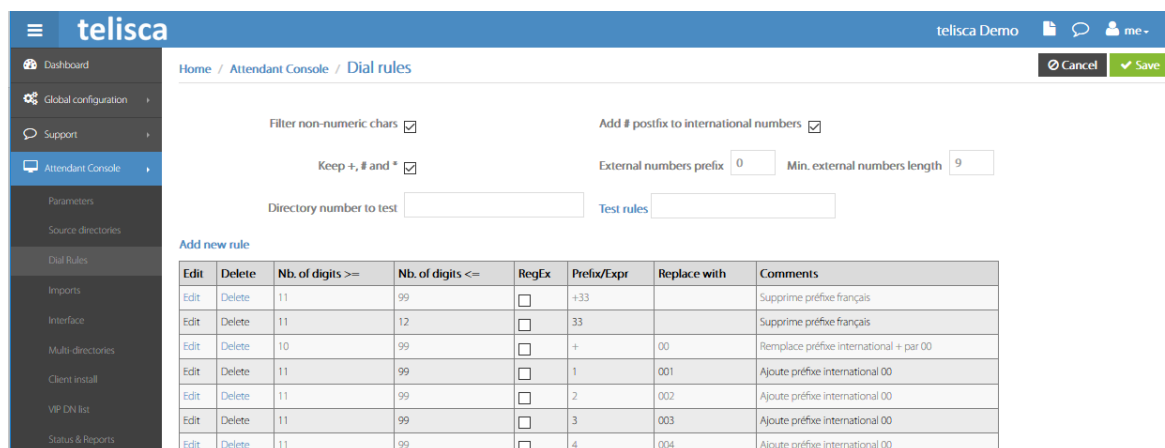 telisca
telisca Demo
me
Dashboard
Global configuration
Support
Attendant Console
Parameters
Source directories
Dial Rules
Imports
Interface
Multi-directories
Client install
VIP DN list
Status & Reports
Home / Attendant Console / Dial rules
Cancel
Save
Filter non-numeric chars
Add # postfix to international numbers
Keep +, # and *
External numbers prefix 0 Min. external numbers length 9
Directory number to test
Test rules
Add new rule
Edit Delete Nb. of digits >= Nb. of digits <= RegEx Prefix/Expr Replace with Comments
Edit Delete 11 99 +33 Supprime préfixe français
Edit Delete 11 12 33 Supprime préfixe français
Edit Delete 10 99 + 00 Remplace préfixe international + par 00
Edit Delete 11 99 1 001 Ajoute préfixe international 00
Edit Delete 11 99 2 002 Ajoute préfixe international 00
Edit Delete 11 99 3 003 Ajoute préfixe international 00
Edit Delete 11 99 4 004 Ajoute préfixe international 00